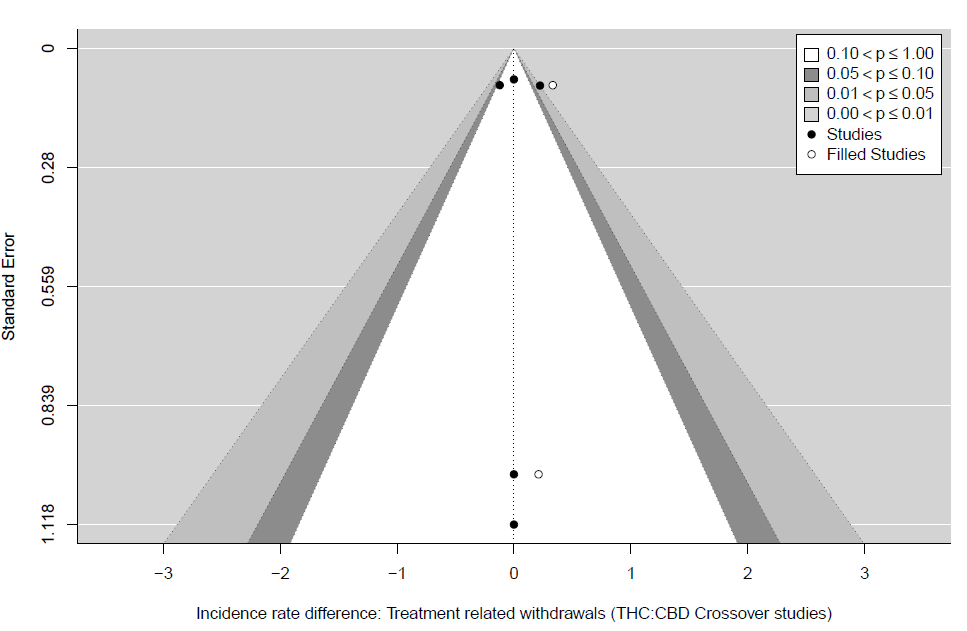 0.10 < p ≤ 1.00
0.05 < p ≤ 0.10
0.01 < p ≤ 0.05
0.00 < p ≤ 0.01
Studies
Filled Studies
Standard Error
0
0.28
0.559
0.839
1.118
−3 −2 −1 0 1 2 3
Incidence rate difference: Treatment related withdrawals (THC:CBD Crossover studies)